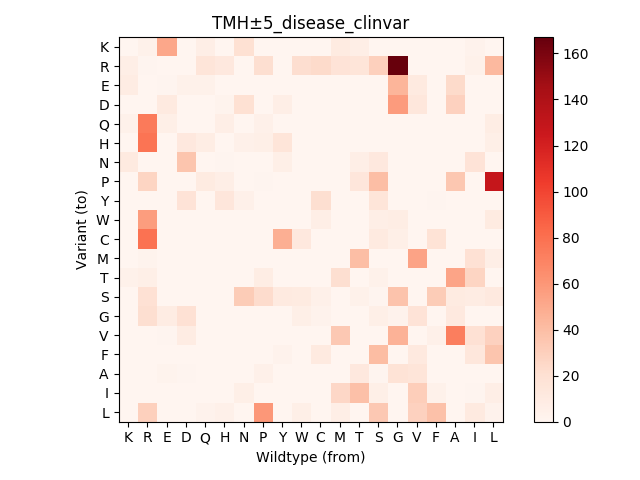 TMH±5_disease_clinvar
Variant (to)
K
R
E
D
Q
H
N
P
Y
W
C
M
T
S
G
V
F
A
I
L
K R E D Q H N P Y W C M T S G V F A I L
Wildtype (from)
160
140
120
100
80
60
40
20
0